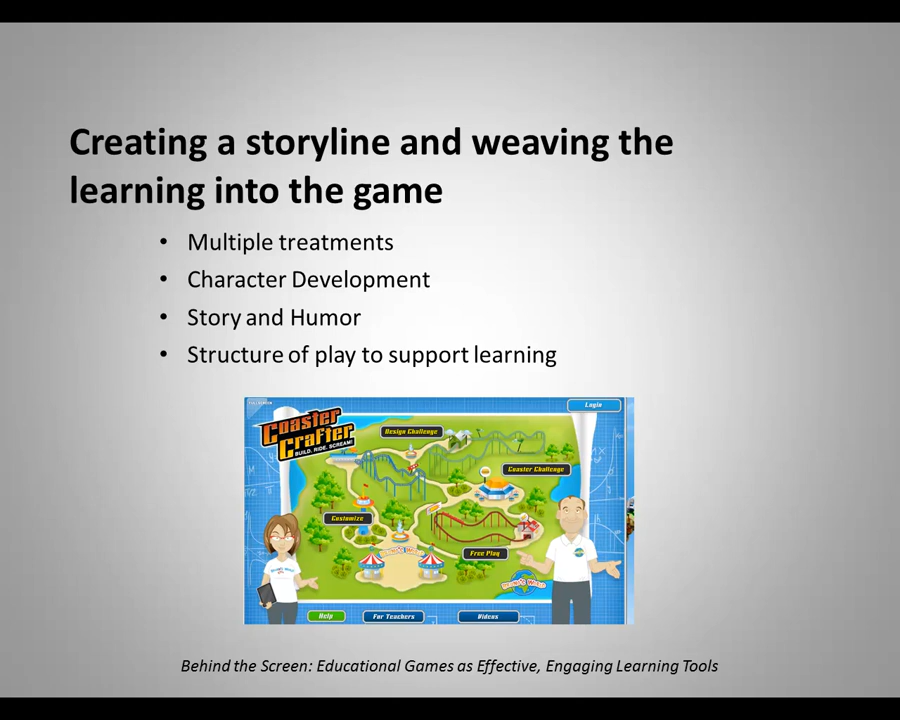 Creating a storyline and weaving the
learning into the game
• Multiple treatments
• Character Development
• Story and Humor
• Structure of play to support learning
Login
Coaster
Crafter
BUILD. RIDE. SCREAM!
Design Challenge
Coaster Challenge
Customize
Free Play
Help
For Teachers
Videos
Behind the Screen: Educational Games as Effective, Engaging Learning Tools